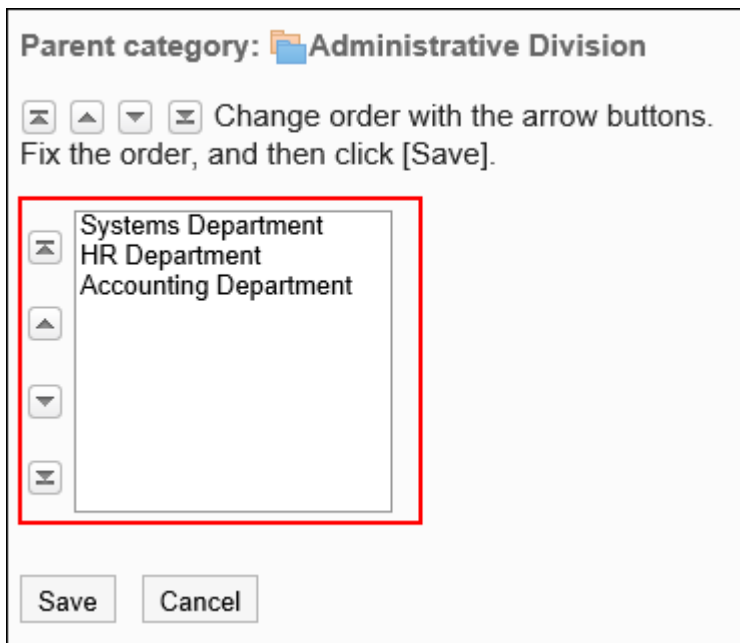 Parent category: Administrative Division
Change order with the arrow buttons.
Fix the order, and then click [Save].
Systems Department
HR Department
Accounting Department
Save Cancel